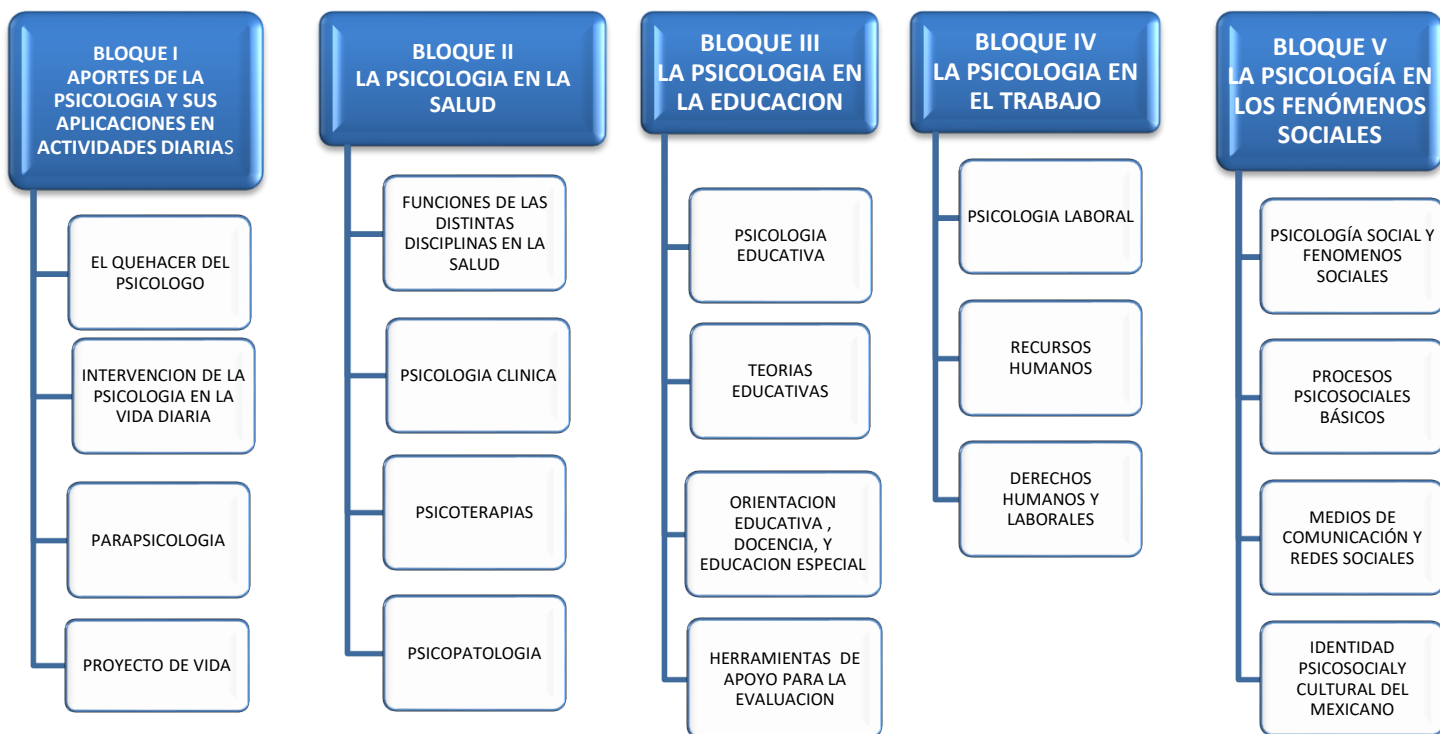 BLOQUE I
APORTES DE LA
PSICOLOGIA Y SUS
APLICACIONES EN
ACTIVIDADES DIARIAS
EL QUEHACER DEL
PSICOLOGO
INTERVENCION DE LA
PSICOLOGIA EN LA
VIDA DIARIA
PARAPSICOLOGIA
PROYECTO DE VIDA
BLOQUE II
LA PSICOLOGIA EN LA
SALUD
FUNCIONES DE LAS
DISTINTAS
DISCIPLINAS EN LA
SALUD
PSICOLOGIA CLINICA
PSICOTERAPIAS
PSICOPATOLOGIA
BLOQUE III
LA PSICOLOGIA EN
LA EDUCACION
PSICOLOGIA
EDUCATIVA
TEORIAS
EDUCATIVAS
ORIENTACION
EDUCATIVA ,
DOCENCIA, Y
EDUCACION ESPECIAL
HERRAMIENTAS DE
APOYO PARA LA
EVALUACION
BLOQUE IV
LA PSICOLOGIA EN
EL TRABAJO
PSICOLOGIA LABORAL
RECURSOS
HUMANOS
DERECHOS
HUMANOS Y
LABORALES
BLOQUE V
LA PSICOLOGÍA EN
LOS FENÓMENOS
SOCIALES
PSICOLOGÍA SOCIAL Y
FENOMENOS
SOCIALES
PROCESOS
PSICOSOCIALES
BÁSICOS
MEDIOS DE
COMUNICACIÓN Y
REDES SOCIALES
IDENTIDAD
PSICOSOCIALY
CULTURAL DEL
MEXICANO